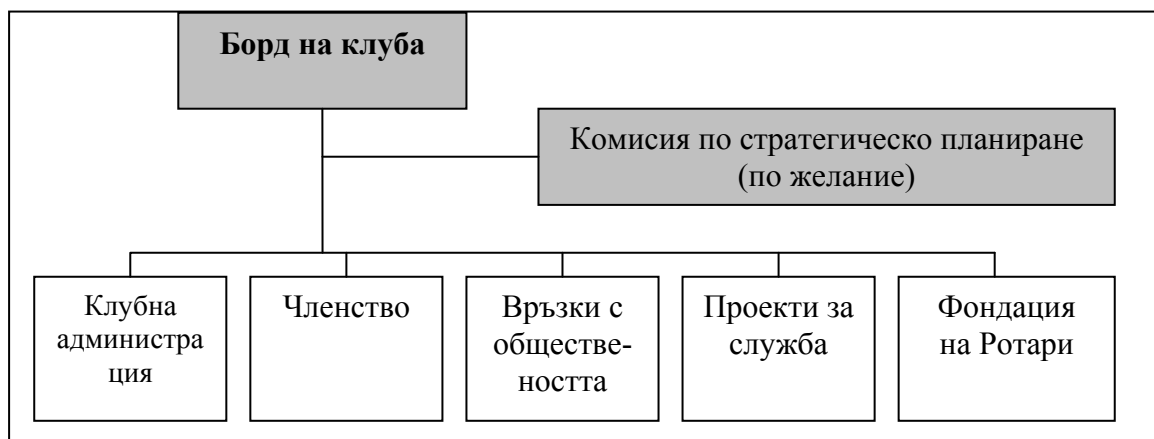 Борд на клуба
Комисия по стратегическо планиране
(по желание)
Клубна
администра
ция
Членство
Връзки с
обществе-
ността
Проекти за
служба
Фондация
на Ротари